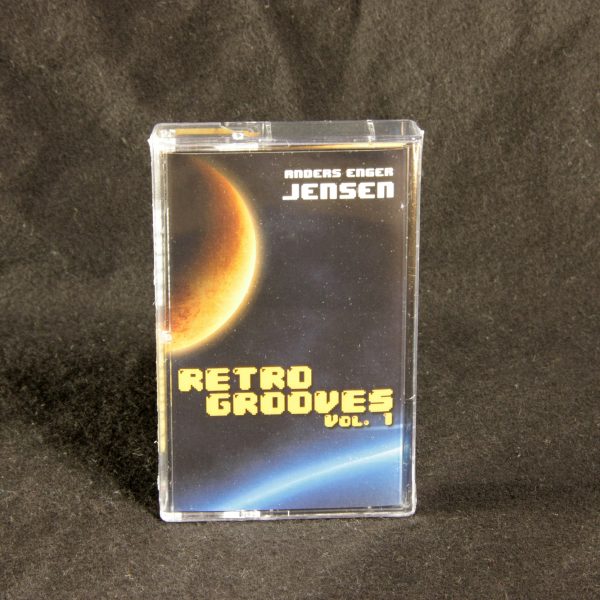 ANDERS ENGER
JENSEN
RETRO
GROOVES
VOL. 1